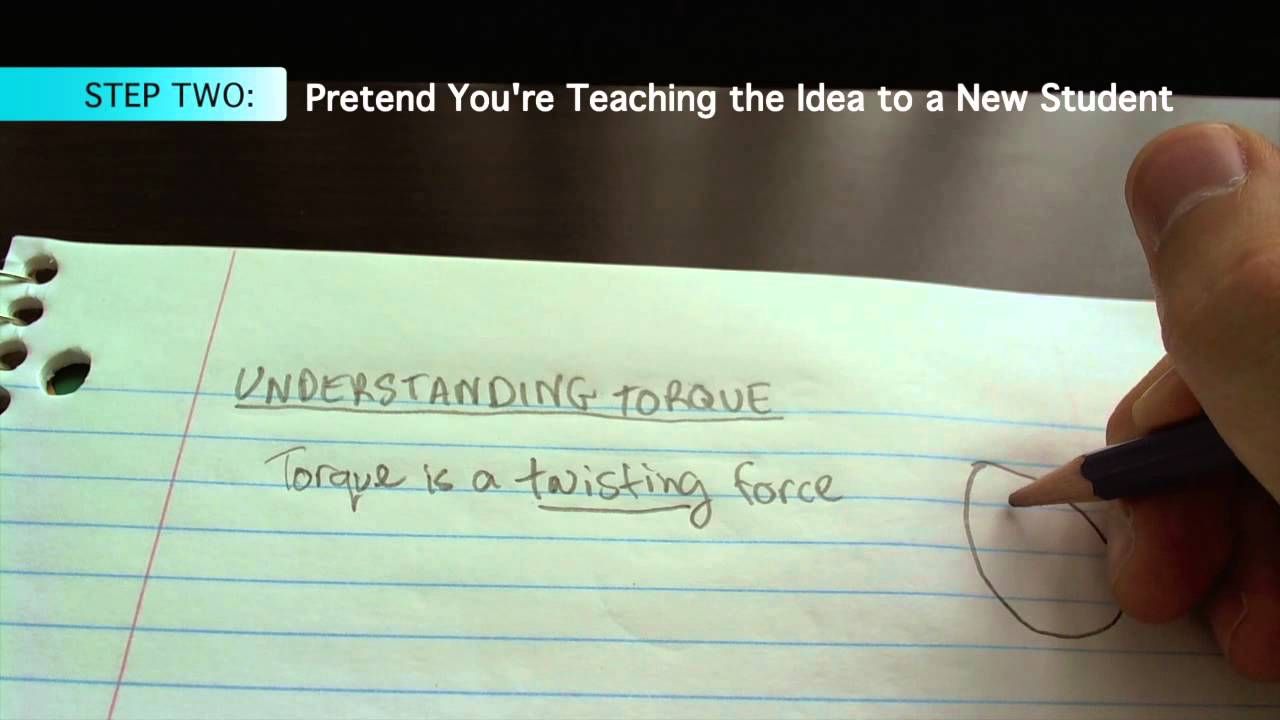 STEP TWO: Pretend You're Teaching the Idea to a New Student
UNDERSTANDING TORQUE
Torque is a twisting force